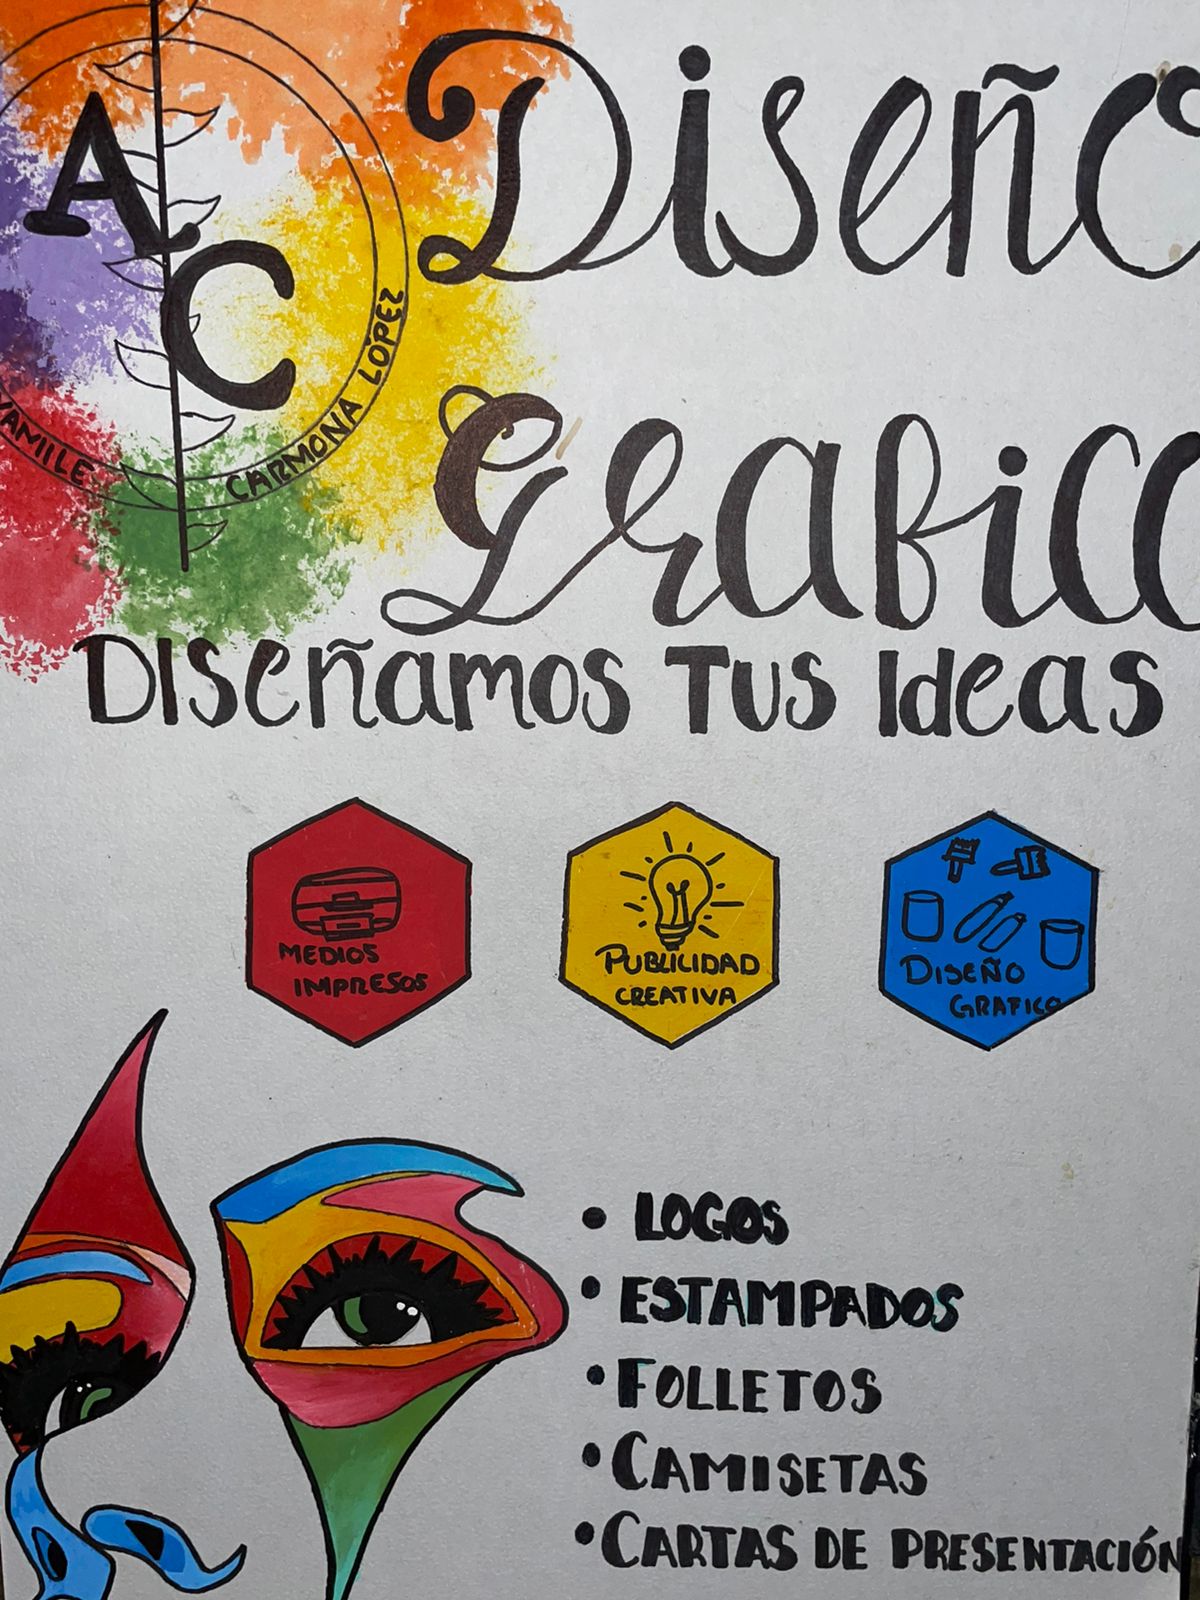 A
C
YAMILE CARMONA LÓPEZ
Diseño
Grafico
Diseñamos Tus Ideas
MEDIOS
IMPRESOS
PUBLICIDAD
CREATIVA
DISEÑO
GRAFICO
• LOGOS
• ESTAMPADOS
• FOLLETOS
• CAMISETAS
• CARTAS DE PRESENTACIÓN